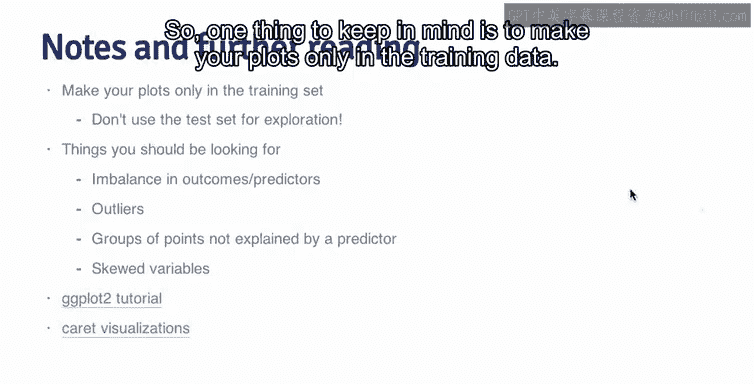 So, one thing to keep in mind is to make
your plots only in the training data.
Notes and further reading
· Make your plots only in the training set
- Don't use the test set for exploration!
· Things you should be looking for
- Imbalance in outcomes/predictors
- Outliers
- Groups of points not explained by a predictor
- Skewed variables
· ggplot2 tutorial
· caret visualizations